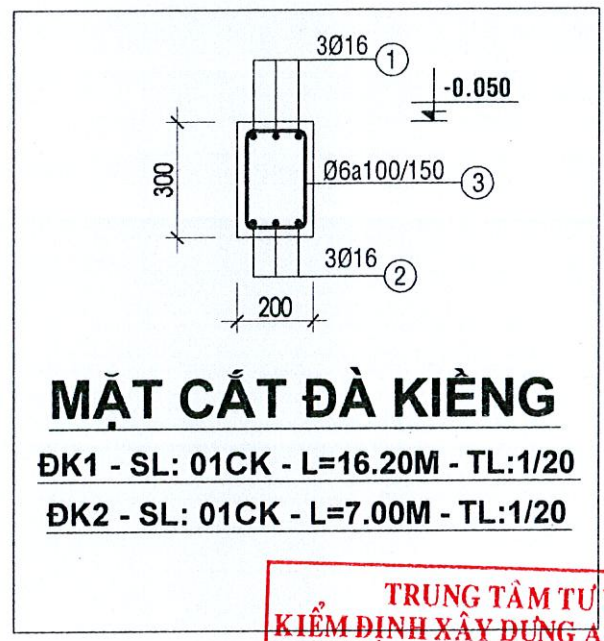 3Ø16 1
-0.050
300
Ø6a100/150 3
3Ø16 2
200
MẶT CẮT ĐÀ KIỀNG
ĐK1 - SL: 01CK - L=16.20M - TL:1/20
ĐK2 - SL: 01CK - L=7.00M - TL:1/20
TRUNG TÂM TƯ
KIỂM ĐỊNH XÂY DỰNG A